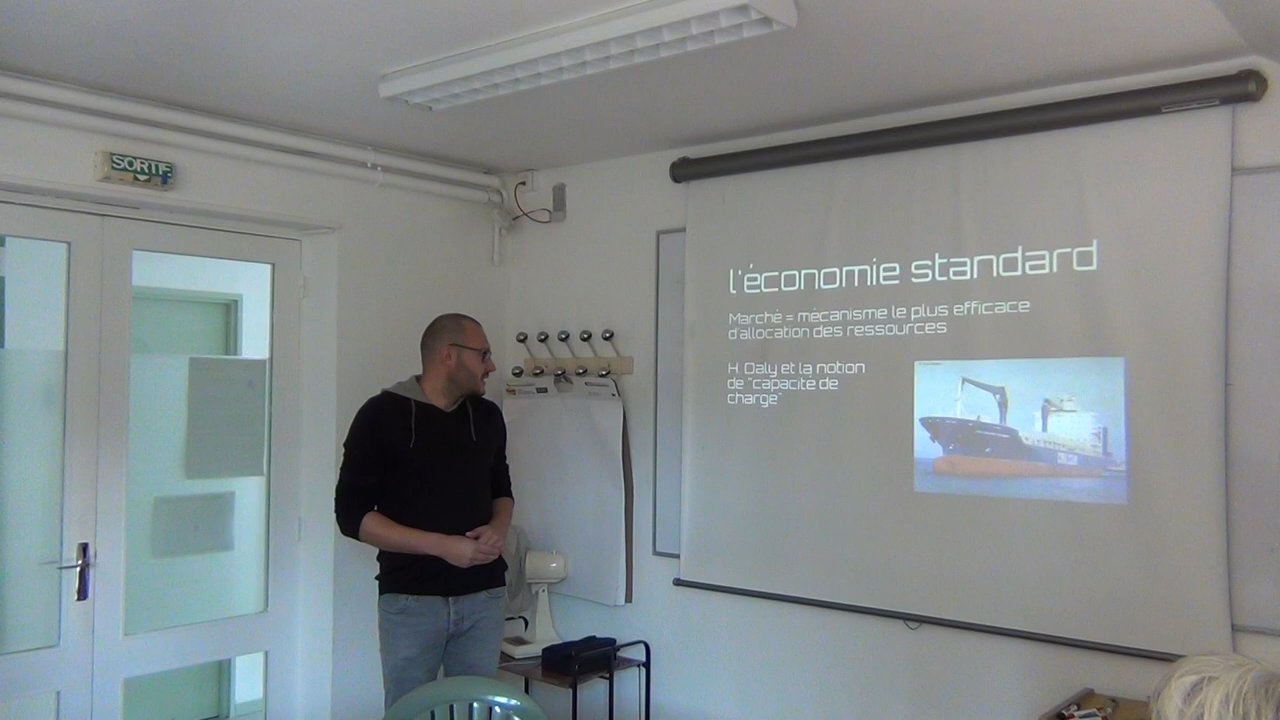 SORTIE
l'économie standard
Marché = mécanisme le plus efficace
d'allocation des ressources
H. Daly et la notion
de "capacité de
charge"